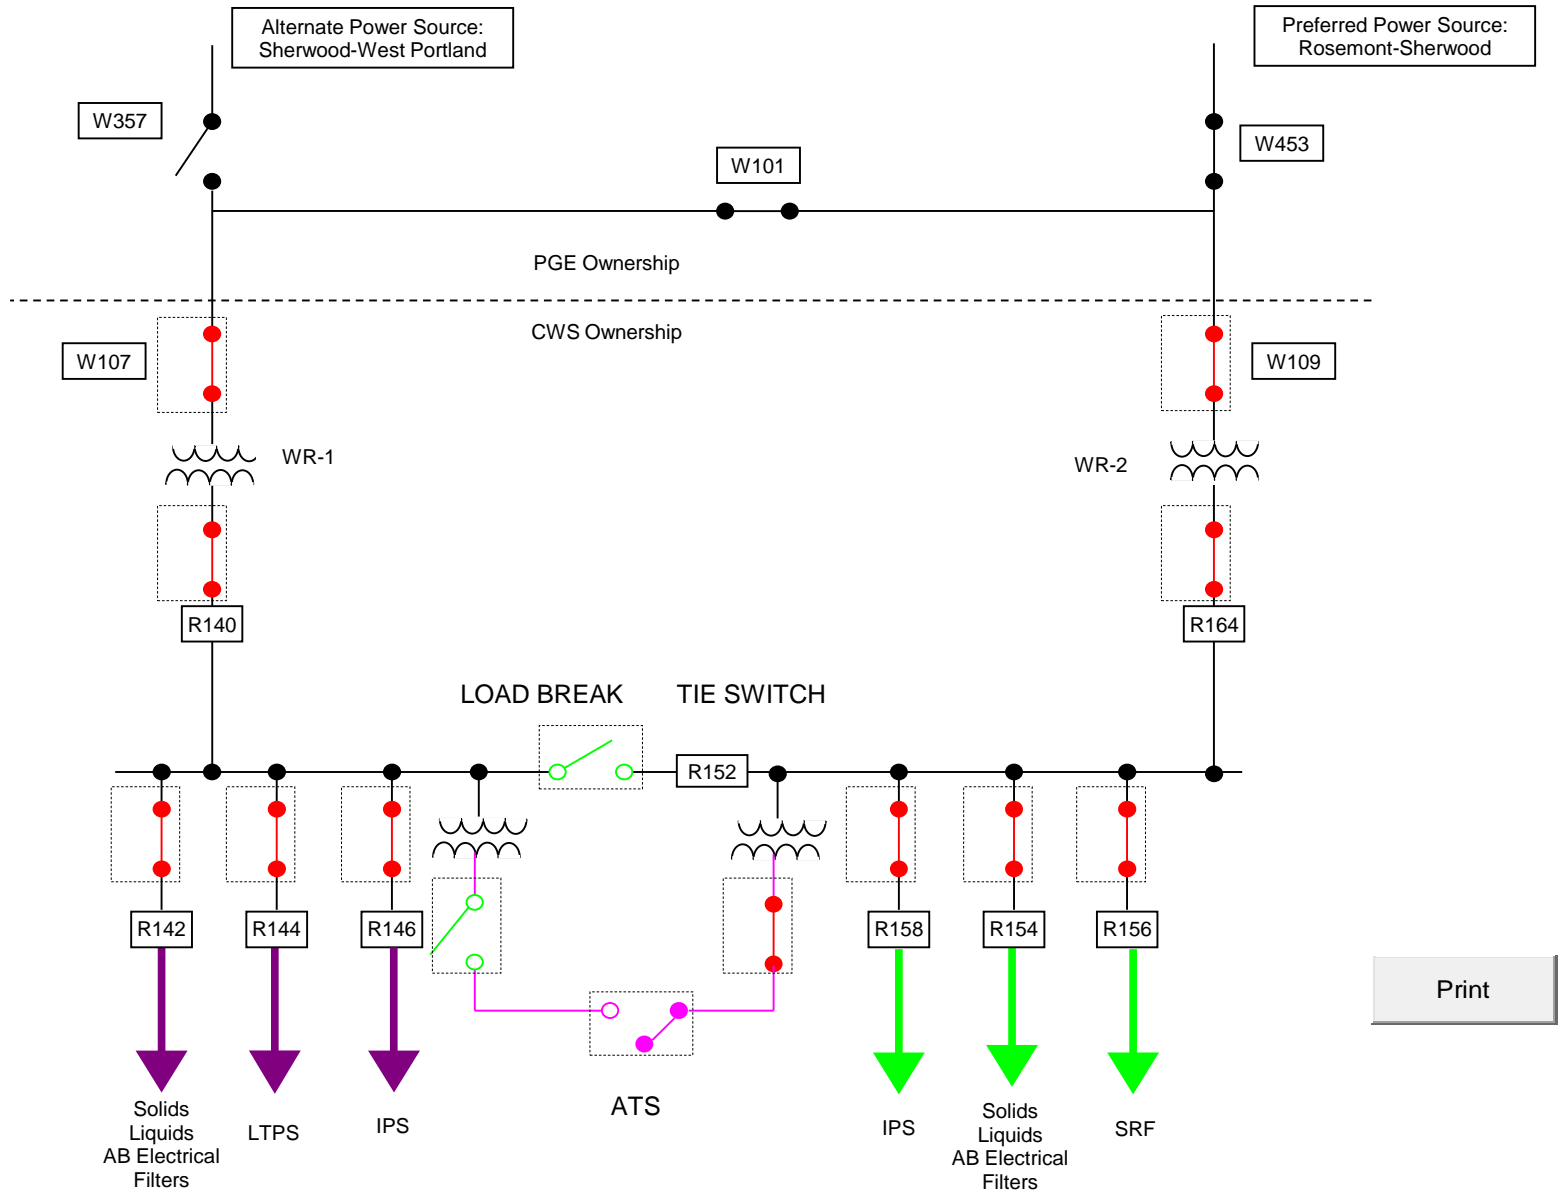 Alternate Power Source:
Sherwood-West Portland
Preferred Power Source:
Rosemont-Sherwood
W357
W453
W101
PGE Ownership
CWS Ownership
W107
W109
WR-1
WR-2
R140
R164
LOAD BREAK TIE SWITCH
R152
R142
R144
R146
R158
R154
R156
Print
ATS
Solids
Liquids
AB Electrical
Filters
LTPS
IPS
IPS
Solids
Liquids
AB Electrical
Filters
SRF